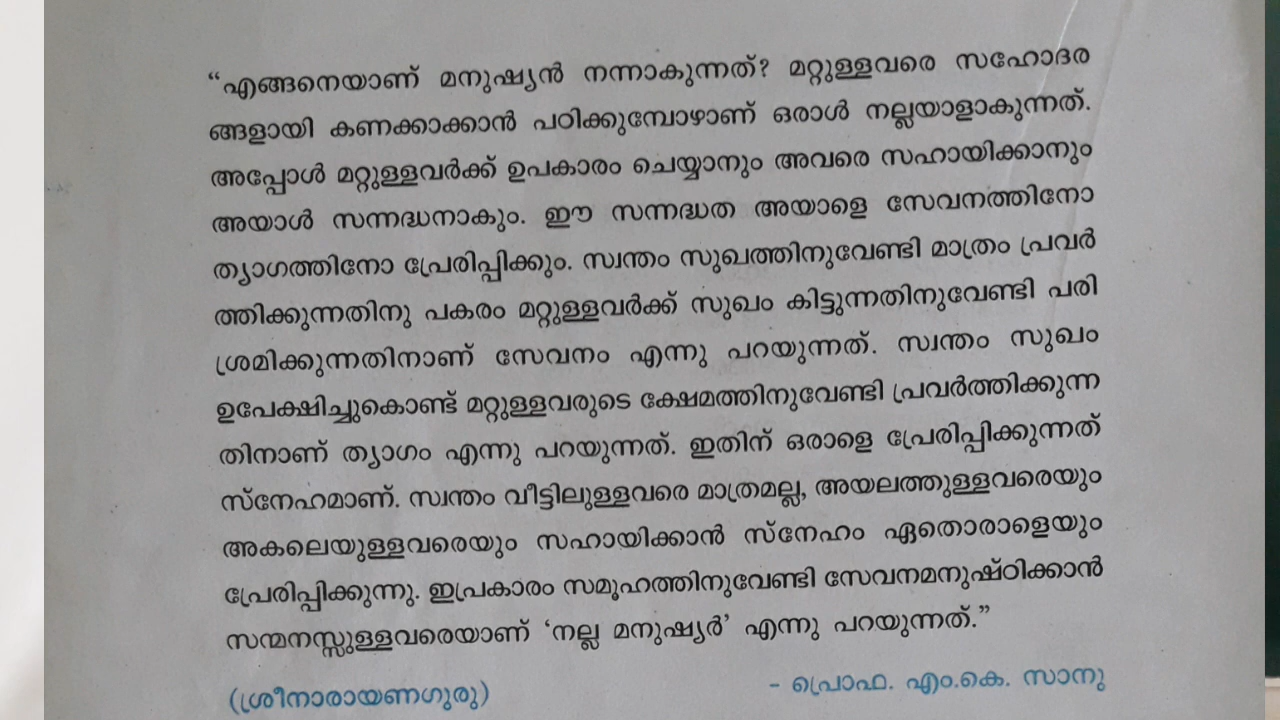 “എങ്ങനെയാണ് മനുഷ്യൻ നന്നാകുന്നത്? മറ്റുള്ളവരെ സഹോദര
ങ്ങളായി കണക്കാക്കാൻ പഠിക്കുമ്പോഴാണ് ഒരാൾ നല്ലയാളാകുന്നത്.
അപ്പോൾ മറ്റുള്ളവർക്ക് ഉപകാരം ചെയ്യാനും അവരെ സഹായിക്കാനും
അയാൾ സന്നദ്ധനാകും. ഈ സന്നദ്ധത അയാളെ സേവനത്തിനോ
ത്യാഗത്തിനോ പ്രേരിപ്പിക്കും. സ്വന്തം സുഖത്തിനുവേണ്ടി മാത്രം പ്രവർ
ത്തിക്കുന്നതിനു പകരം മറ്റുള്ളവർക്ക് സുഖം കിട്ടുന്നതിനുവേണ്ടി പരി
ശ്രമിക്കുന്നതിനാണ് സേവനം എന്നു പറയുന്നത്. സ്വന്തം സുഖം
ഉപേക്ഷിച്ചുകൊണ്ട് മറ്റുള്ളവരുടെ ക്ഷേമത്തിനുവേണ്ടി പ്രവർത്തിക്കുന്ന
തിനാണ് ത്യാഗം എന്നു പറയുന്നത്. ഇതിന് ഒരാളെ പ്രേരിപ്പിക്കുന്നത്
സ്നേഹമാണ്. സ്വന്തം വീട്ടിലുള്ളവരെ മാത്രമല്ല, അയലത്തുള്ളവരെയും
അകലെയുള്ളവരെയും സഹായിക്കാൻ സ്നേഹം ഏതൊരാളെയും
പ്രേരിപ്പിക്കുന്നു. ഇപ്രകാരം സമൂഹത്തിനുവേണ്ടി സേവനമനുഷ്ഠിക്കാൻ
സന്മനസ്സുള്ളവരെയാണ് ‘നല്ല മനുഷ്യർ’ എന്നു പറയുന്നത്.”
(ശ്രീനാരായണഗുരു) - പ്രൊഫ. എം.കെ. സാനു